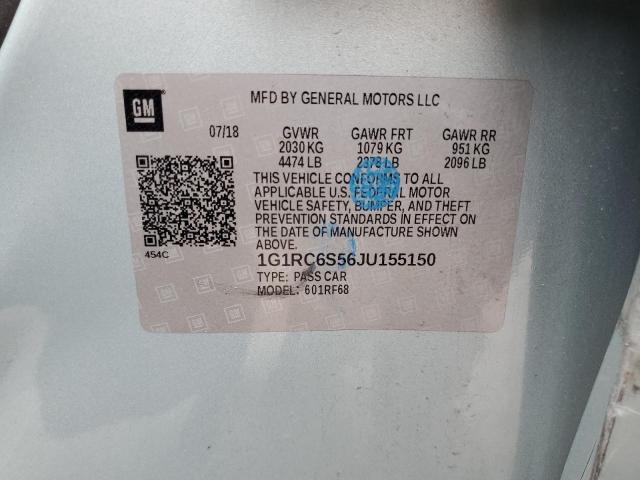 GM
MFD BY GENERAL MOTORS LLC
07/18 GVWR GAWR FRT GAWR RR
2030 KG 1079 KG 951 KG
4474 LB 2378 LB 2096 LB
THIS VEHICLE CONFORMS TO ALL
APPLICABLE U.S. FEDERAL MOTOR
VEHICLE SAFETY, BUMPER, AND THEFT
PREVENTION STANDARDS IN EFFECT ON
THE DATE OF MANUFACTURE SHOWN
ABOVE.
454C
1G1RC6S56JU155150
TYPE: PASS CAR
MODEL: 601RF68